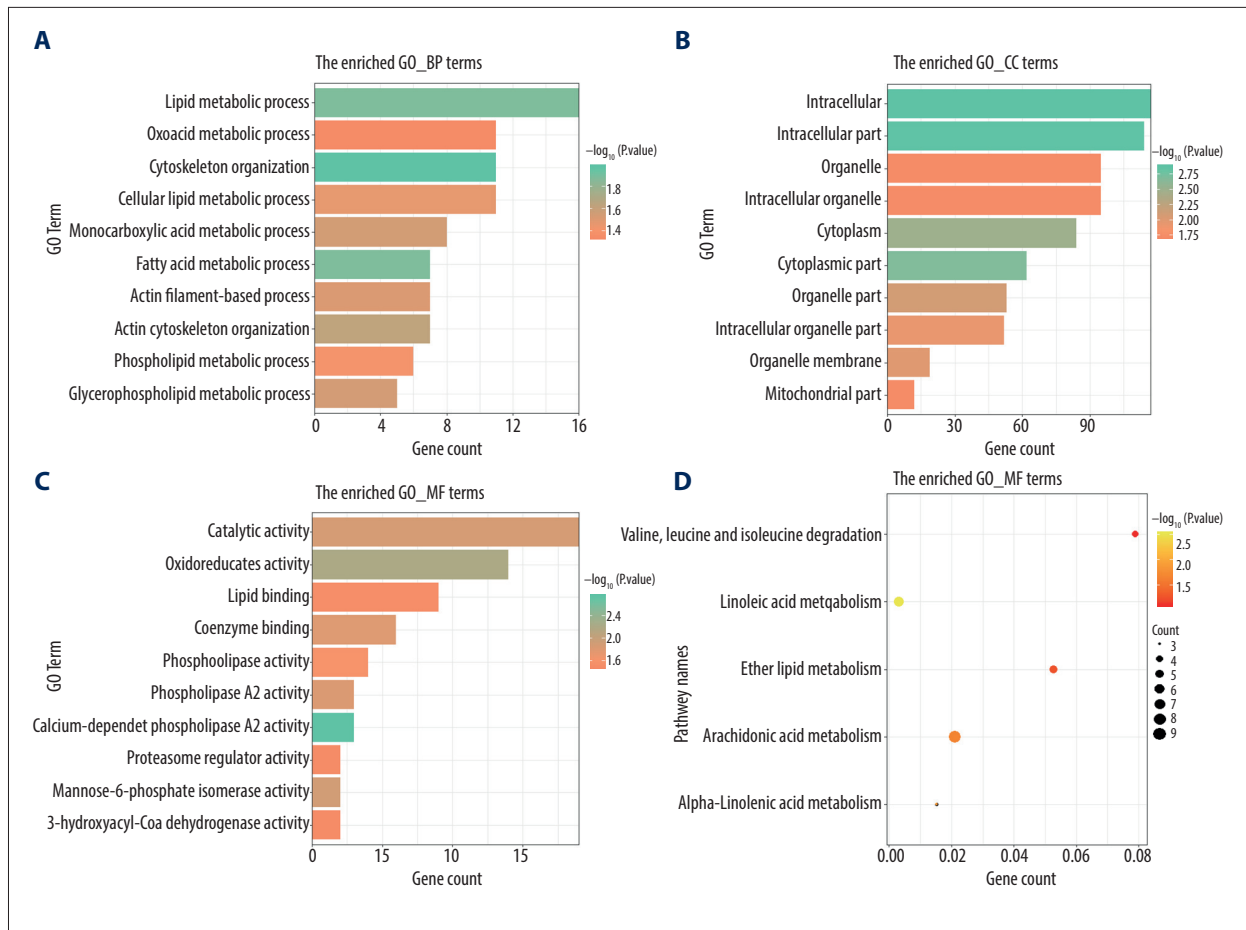 A
The enriched GO_BP terms
GO Term
Lipid metabolic process
Oxoacid metabolic process
Cytoskeleton organization
Cellular lipid metabolic process
Monocarboxylic acid metabolic process
Fatty acid metabolic process
Actin filament-based process
Actin cytoskeleton organization
Phospholipid metabolic process
Glycerophospholipid metabolic process
0 4 8 12 16
Gene count
−log10 (P.value)
1.8
1.6
1.4
B
The enriched GO_CC terms
GO Term
Intracellular
Intracellular part
Organelle
Intracellular organelle
Cytoplasm
Cytoplasmic part
Organelle part
Intracellular organelle part
Organelle membrane
Mitochondrial part
0 30 60 90
Gene count
−log10 (P.value)
2.75
2.75
2.25
2.00
1.75
C
The enriched GO_MF terms
GO Term
Catalytic activity
Oxidoreducates activity
Lipid binding
Coenzyme binding
Phosphoolipase activity
Phospholipase A2 activity
Calcium-dependet phospholipase A2 activity
Proteasome regulator activity
Mannose-6-phosphate isomerase activity
3-hydroxyacyl-Coa dehydrogenase activity
0 15 10 15
Gene count
−log10 (P.value)
2.4
2.0
1.6
D
The enriched GO_MF terms
Pathwey names
Valine, leucine and isoleucine degradation
Linoleic acid metqabolism
Ether lipid metabolism
Arachidonic acid metabolism
Alpha-Linolenic acid metabolism
0.00 0.02 0.04 0.06 0.08
Gene count
−log10 (P.value)
2.5
2.0
1.5
Count
3
4
5
6
7
8
9